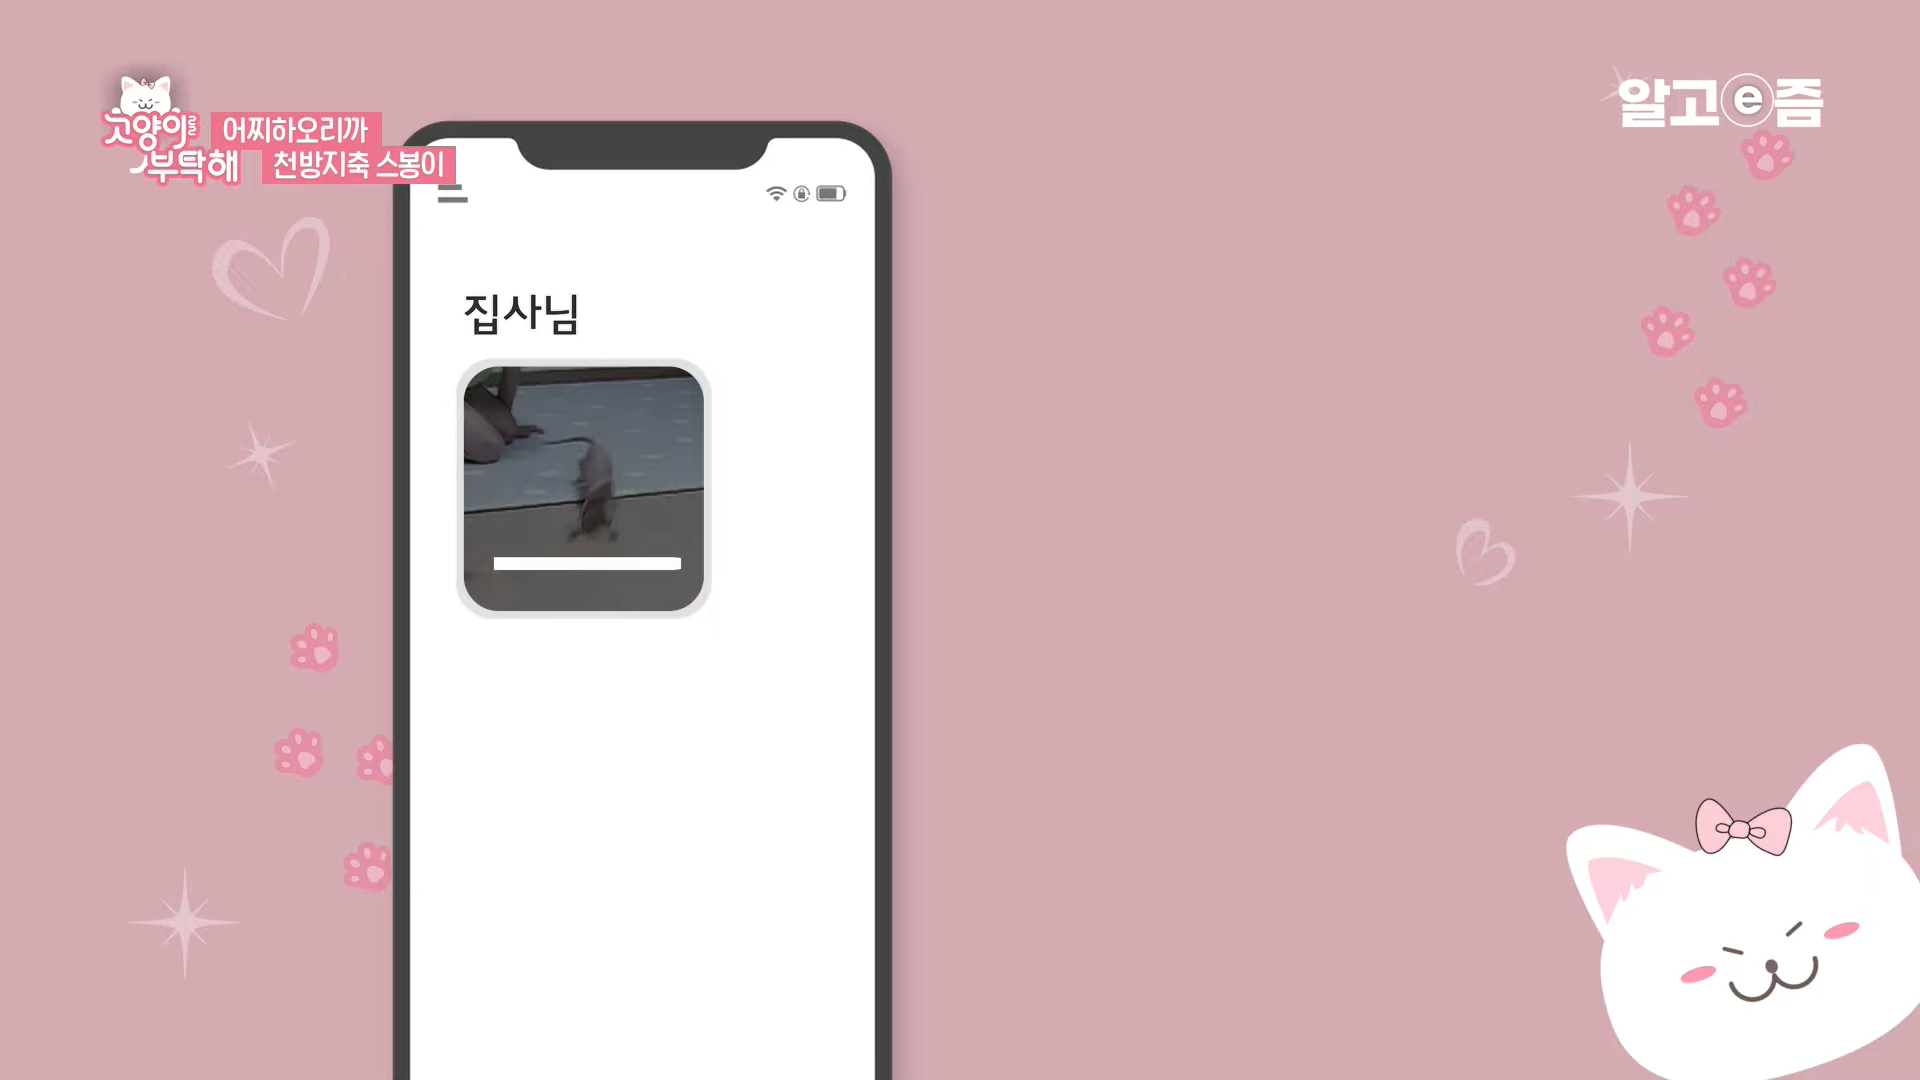 고양이를
부탁해
어찌하오리까
천방지축 스봉이
알고e즘
집사님